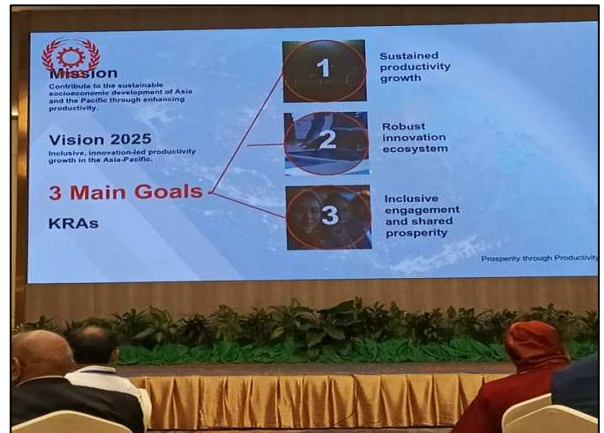 Mission
Contribute to the sustainable
socioeconomic development of Asia
and the Pacific through enhancing
productivity.
Vision 2025
Inclusive, innovation-led productivity
growth in the Asia-Pacific.
3 Main Goals
KRAs
1
Sustained
productivity
growth
2
Robust
innovation
ecosystem
3
Inclusive
engagement
and shared
prosperity
Prosperity through Productivity